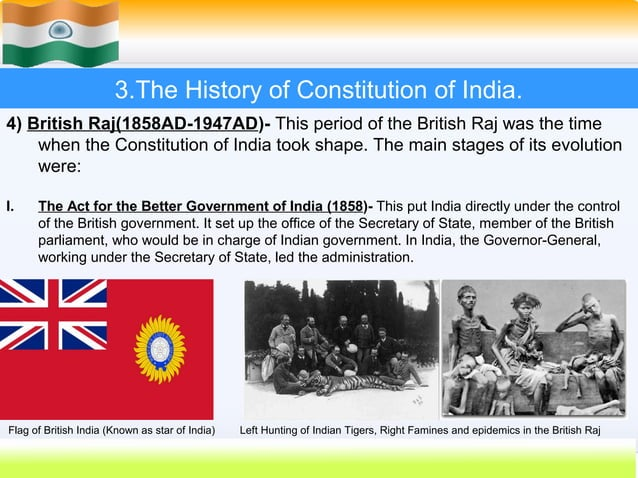 3.The History of Constitution of India.
4) British Raj(1858AD-1947AD)- This period of the British Raj was the time
when the Constitution of India took shape. The main stages of its evolution
were:
I. The Act for the Better Government of India (1858)- This put India directly under the control
of the British government. It set up the office of the Secretary of State, member of the British
parliament, who would be in charge of Indian government. In India, the Governor-General,
working under the Secretary of State, led the administration.
Flag of British India (Known as star of India) Left Hunting of Indian Tigers, Right Famines and epidemics in the British Raj